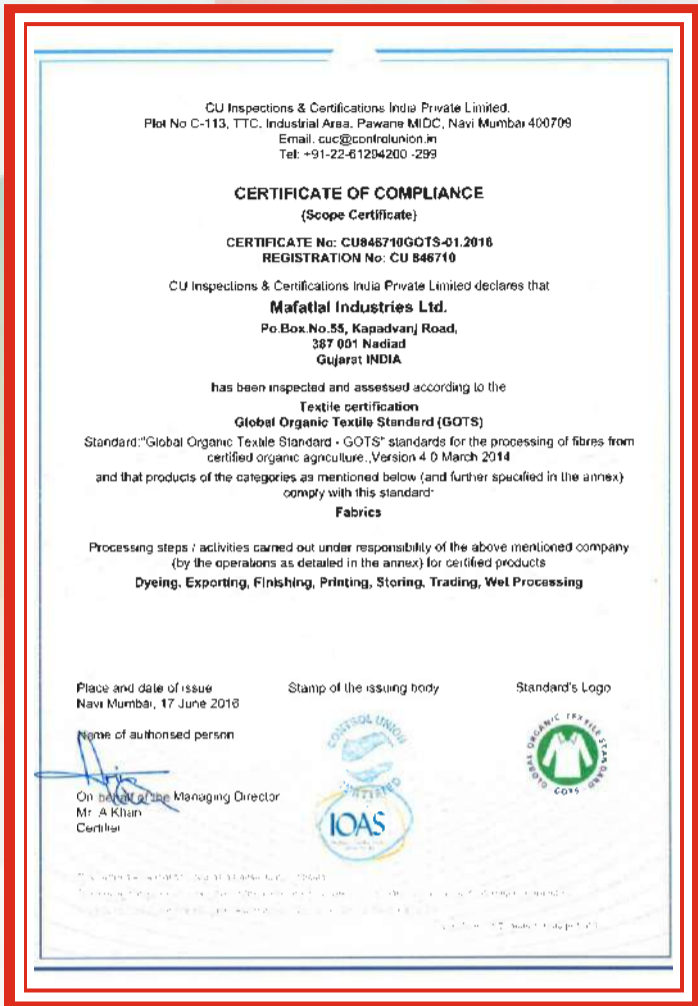 CU Inspections & Certifications India Private Limited.
Plot No C-113, TTC. Industrial Area. Pawane MIDC, Navi Mumbai 400709
Email. cuc@controlunion.in
Tel: +91-22-61294200 -299
CERTIFICATE OF COMPLIANCE
(Scope Certificate)
CERTIFICATE No: CU846710GOTS-01.2016
REGISTRATION No: CU 846710
CU Inspections & Certifications India Private Limited declares that
Mafatlal Industries Ltd.
Po.Box.No.55, Kapadvanj Road,
387 001 Nadiad
Gujarat INDIA
has been inspected and assessed according to the
Textile certification
Global Organic Textile Standard (GOTS)
Standard:"Global Organic Textile Standard - GOTS" standards for the processing of fibres from
certified organic agriculture.,Version 4.0 March 2014
and that products of the categories as mentioned below (and further specified in the annex)
comply with this standard:
Fabrics
Processing steps / activities carried out under responsibility of the above mentioned company
(by the operations as detailed in the annex) for certified products
Dyeing, Exporting, Finishing, Printing, Storing, Trading, Wet Processing
Place and date of issue
Navi Mumbai, 17 June 2016
Stamp of the issuing body
Standard's Logo
Name of authorised person
On behalf of the Managing Director
Mr. A Khan
Certifier
CONTROL UNION
CERTIFIED
IOAS
GLOBAL ORGANIC TEXTILE STANDARD
GOTS